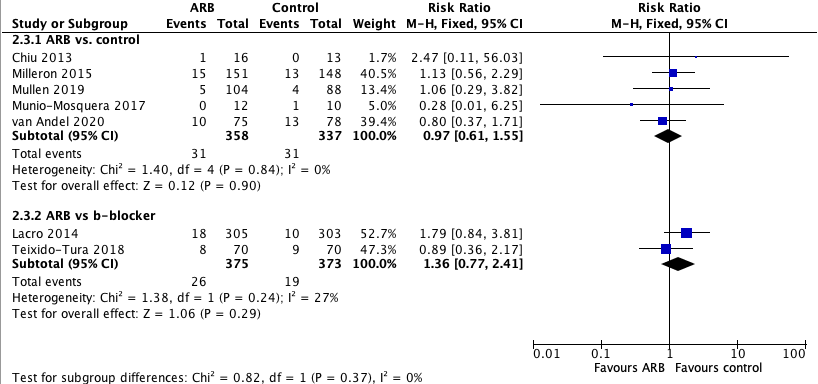 ARB Control Risk Ratio Risk Ratio
Study or Subgroup Events Total Events Total Weight M-H, Fixed, 95% CI M-H, Fixed, 95% CI
2.3.1 ARB vs. control
Chiu 2013 1 16 0 13 1.7% 2.47 [0.11, 56.03]
Milleron 2015 15 151 13 148 40.5% 1.13 [0.56, 2.29]
Mullen 2019 5 104 4 88 13.4% 1.06 [0.29, 3.82]
Munio-Mosquera 2017 0 12 1 10 5.0% 0.28 [0.01, 6.25]
van Andel 2020 10 75 13 78 39.4% 0.80 [0.37, 1.71]
Subtotal (95% CI) 358 337 100.0% 0.97 [0.61, 1.55]
Total events 31 31
Heterogeneity: Chi² = 1.40, df = 4 (P = 0.84); I² = 0%
Test for overall effect: Z = 0.12 (P = 0.90)
2.3.2 ARB vs b-blocker
Lacro 2014 18 305 10 303 52.7% 1.79 [0.84, 3.81]
Teixido-Tura 2018 8 70 9 70 47.3% 0.89 [0.36, 2.17]
Subtotal (95% CI) 375 373 100.0% 1.36 [0.77, 2.41]
Total events 26 19
Heterogeneity: Chi² = 1.38, df = 1 (P = 0.24); I² = 27%
Test for overall effect: Z = 1.06 (P = 0.29)
0.01 0.1 1 10 100
Favours ARB Favours control
Test for subgroup differences: Chi² = 0.82, df = 1 (P = 0.37), I² = 0%